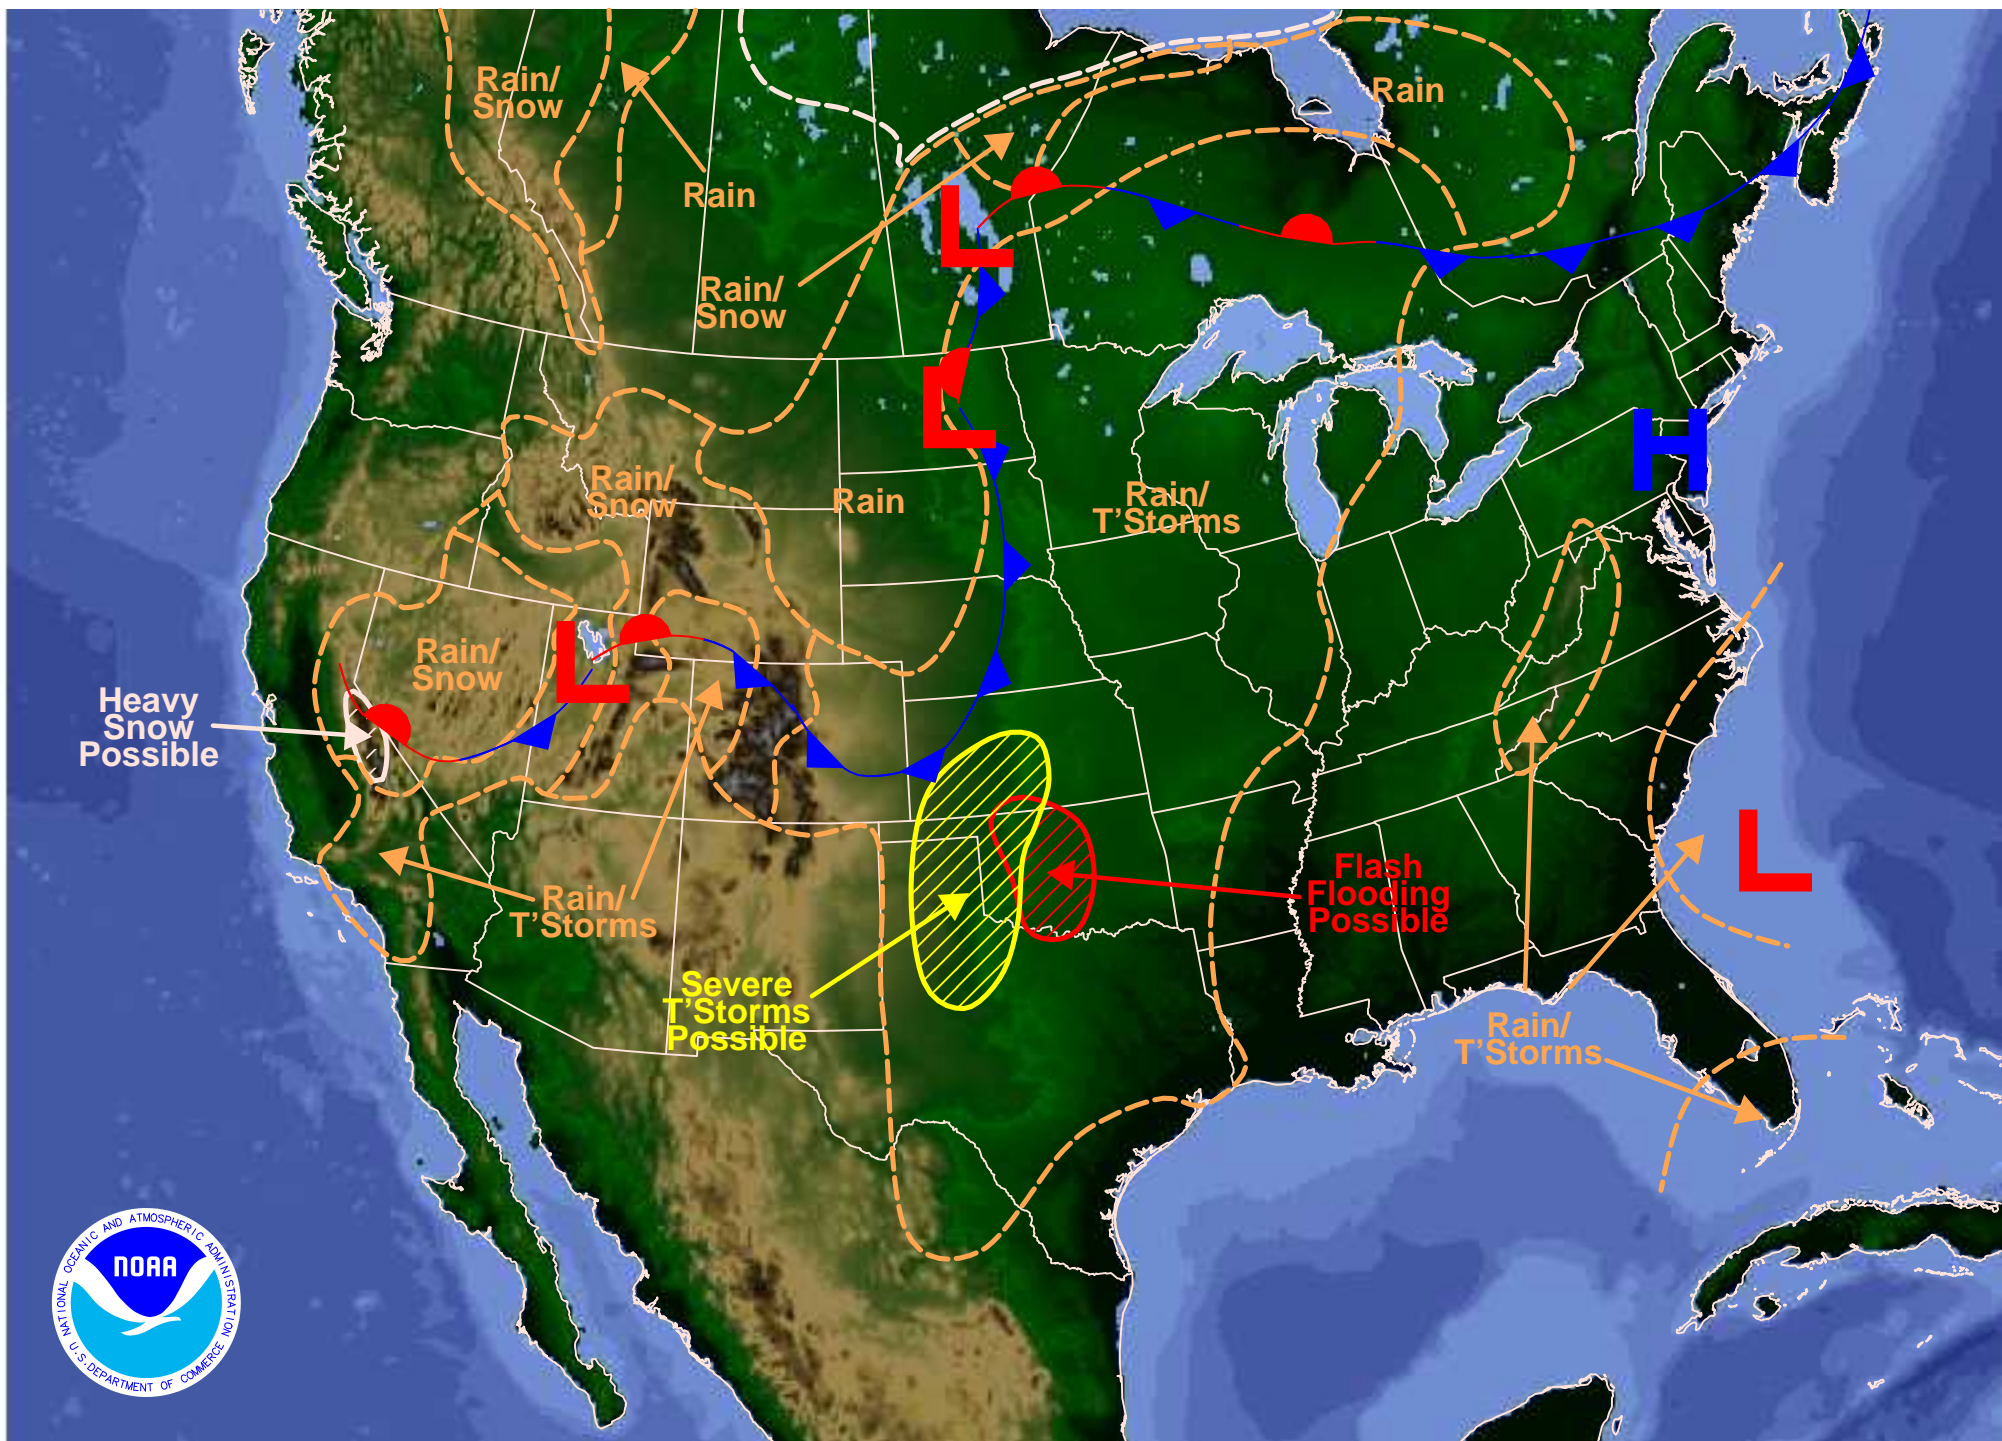 Rain/
Snow
Rain
Rain
Rain/
Snow
L
L
H
Rain/
Snow
Rain
Rain/
T'Storms
Rain/
Snow
L
Heavy
Snow
Possible
L
Rain/
T'Storms
Flash
Flooding
Possible
Severe
T'Storms
Possible
Rain/
T'Storms
NATIONAL OCEANIC AND ATMOSPHERIC ADMINISTRATION
NOAA
U.S. DEPARTMENT OF COMMERCE